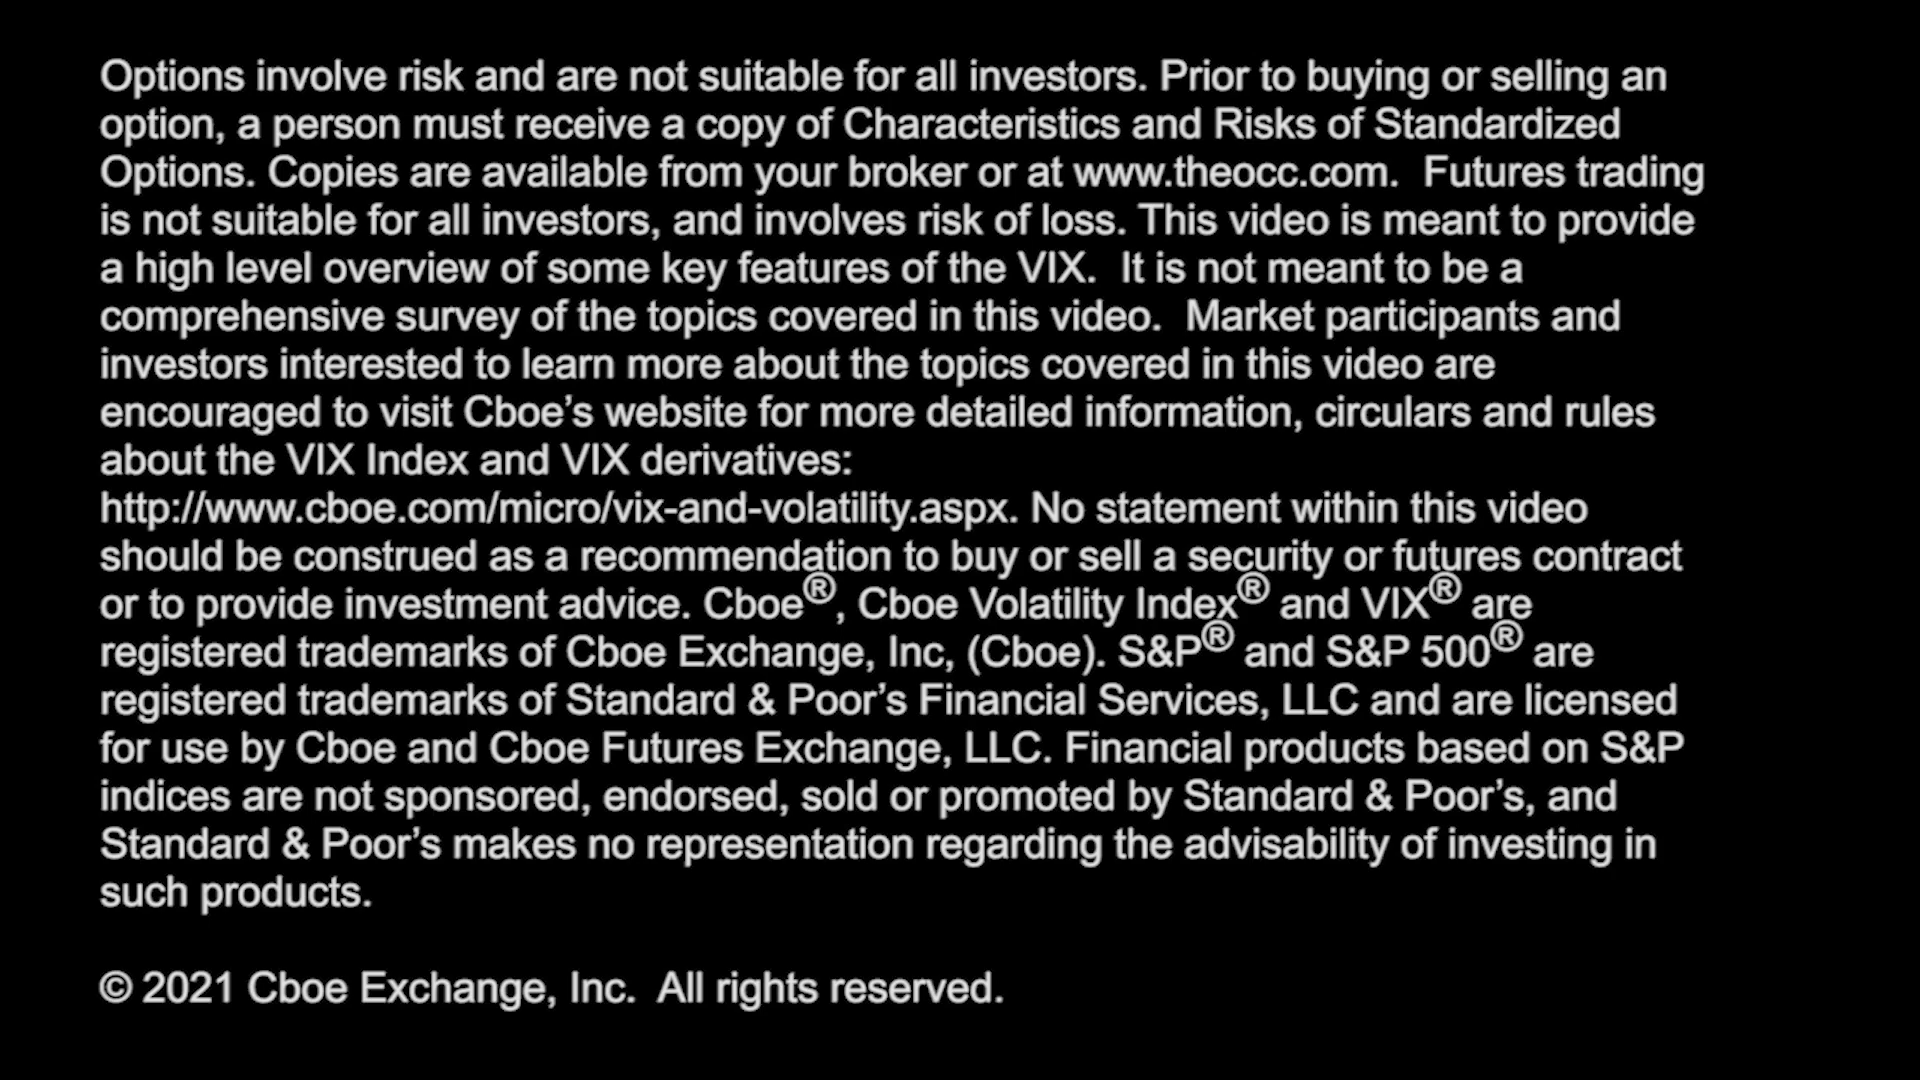 Options involve risk and are not suitable for all investors. Prior to buying or selling an
option, a person must receive a copy of Characteristics and Risks of Standardized
Options. Copies are available from your broker or at www.theocc.com.  Futures trading
is not suitable for all investors, and involves risk of loss. This video is meant to provide
a high level overview of some key features of the VIX.  It is not meant to be a
comprehensive survey of the topics covered in this video.  Market participants and
investors interested to learn more about the topics covered in this video are
encouraged to visit Cboe’s website for more detailed information, circulars and rules
about the VIX Index and VIX derivatives:
http://www.cboe.com/micro/vix-and-volatility.aspx. No statement within this video
should be construed as a recommendation to buy or sell a security or futures contract
or to provide investment advice. Cboe®, Cboe Volatility Index® and VIX® are
registered trademarks of Cboe Exchange, Inc, (Cboe). S&P® and S&P 500® are
registered trademarks of Standard & Poor’s Financial Services, LLC and are licensed
for use by Cboe and Cboe Futures Exchange, LLC. Financial products based on S&P
indices are not sponsored, endorsed, sold or promoted by Standard & Poor’s, and
Standard & Poor’s makes no representation regarding the advisability of investing in
such products.
© 2021 Cboe Exchange, Inc.  All rights reserved.